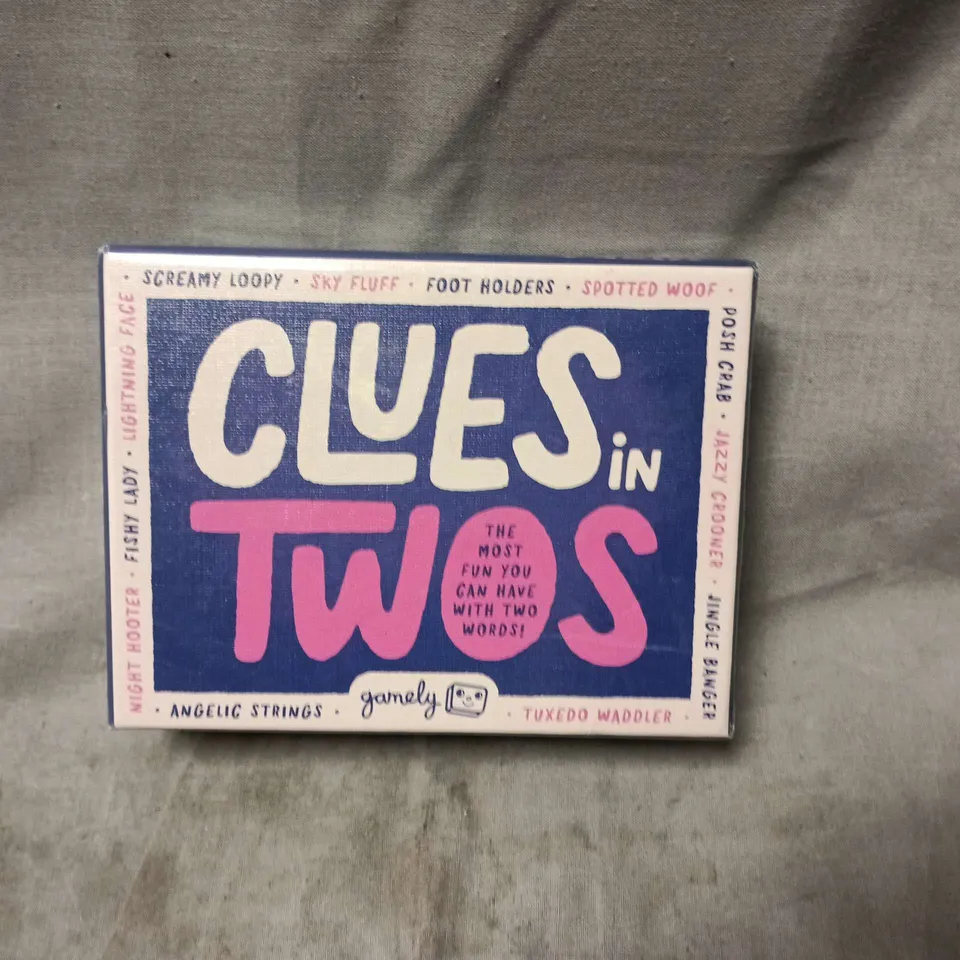 · SCREAMY LOOPY · SKY FLUFF · FOOT HOLDERS · SPOTTED WOOF ·
POSH CRAB · JAZZY CROONER · JINGLE BANGER
NIGHT HOOTER · FISHY LADY · LIGHTNING FACE
CLUES
IN
TWOS
THE
MOST
FUN YOU
CAN HAVE
WITH TWO
WORDS!
· ANGELIC STRINGS ·
gamely
· TUXEDO WADDLER ·